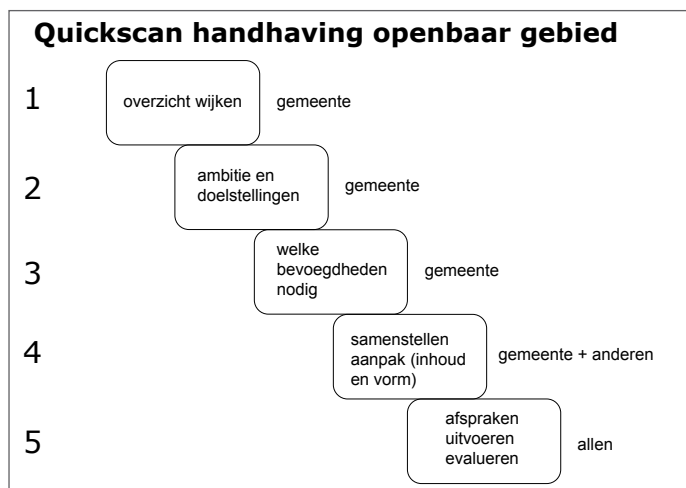 Quickscan handhaving openbaar gebied
1
overzicht wijken
gemeente
2
ambitie en
doelstellingen
gemeente
3
welke
bevoegdheden
nodig
gemeente
4
samenstellen
aanpak (inhoud
en vorm)
gemeente + anderen
5
afspraken
uitvoeren
evalueren
allen